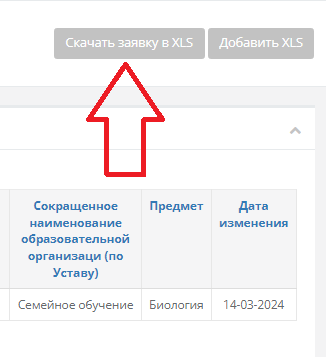 Скачать заявку в XLS Добавить XLS
Сокращенное
наименование
образовательной
организаци (по
Уставу)
Предмет
Дата
изменения
Семейное обучение Биология 14-03-2024